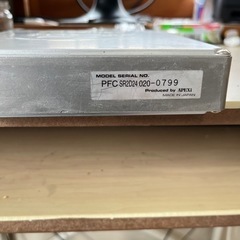 MODEL SERIAL NO.
PFC SR2D24 020-0799
Produced by APEXi
MADE IN JAPAN